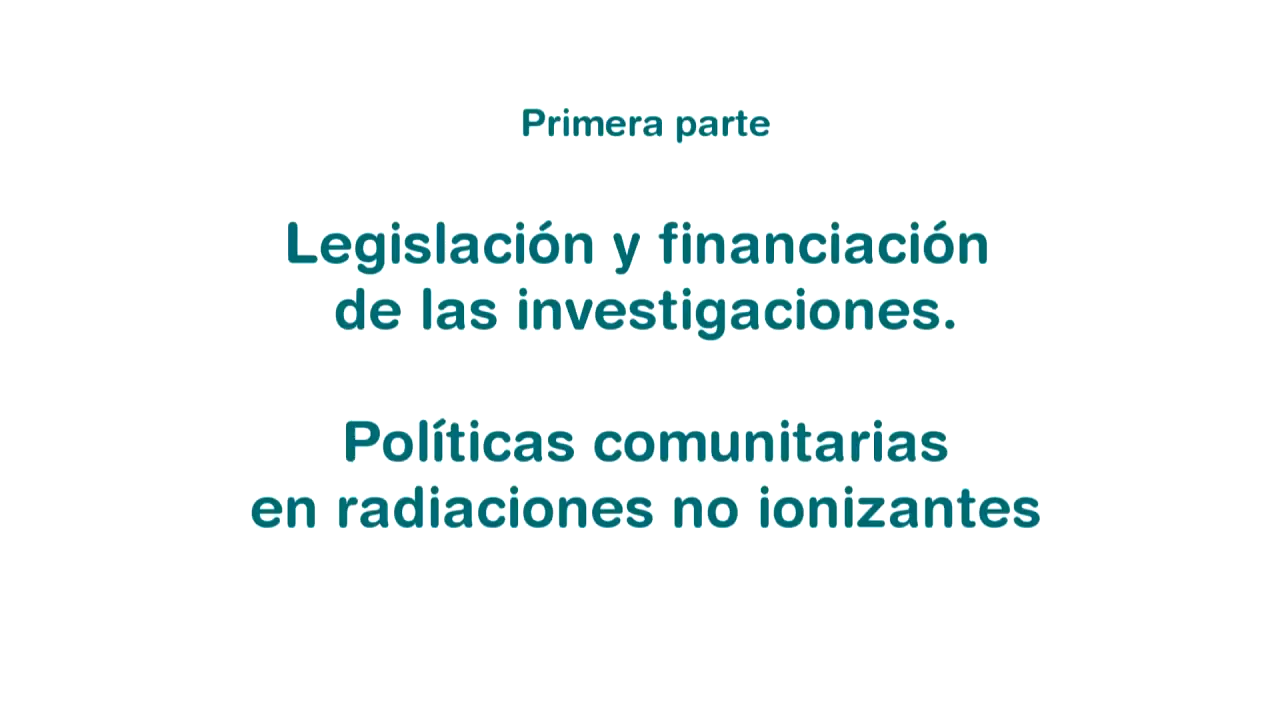 Primera parte
Legislación y financiación
de las investigaciones.
Políticas comunitarias
en radiaciones no ionizantes